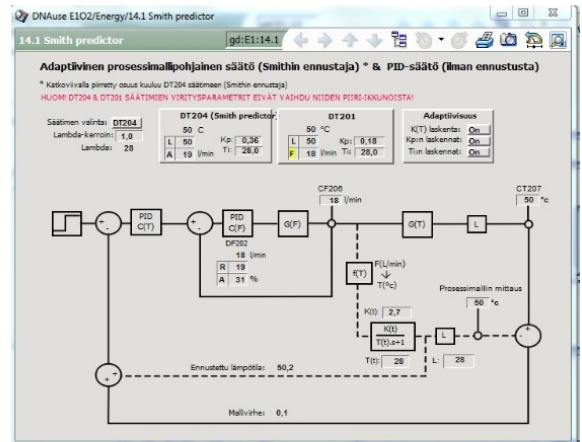 DNAuse E1O2/Energy/14.1 Smith predictor
14.1 Smith predictor
gd:E1:14.1
Adaptiivinen prosessimallipohjainen säätö (Smithin ennustaja) * & PID-säätö (ilman ennustusta)
* Katkoviivalla piirretty osuus kuuluu DT204 säätimeen (Smithin ennustaja)
HUOM! DT204 & DT201 SÄÄTIMIEN VIRITYSPARAMETRIT EIVÄT VAIHDU NIIDEN PIIRI-IKKUNOISTA!
Säätimen valinta: DT204
Lambda-kerroin: 1,0
Lambda: 28
DT204 (Smith predictor)
50 C
L 50 Kp: 0,36
A 19 l/min Ti: 28,0
DT201
50 °C
L 50 Kp: 0,18
F 18 l/min Ti: 28,0
Adaptiivisuus
K(T) laskenta: On
Kp:n laskennat: On
Ti:n laskennat: On
CF206
18 l/min
CT207
50 °c
+ -
PID
C(T)
+ -
PID
C(F)
G(F)
G(T)
L
DF202
18 l/min
R 19
A 31 %
f(T)
F(L/min)
T(°c)
Prosessimallin mittaus
50 °c
K(t): 2,7
K(t)
T(t).s+1
L
- +
T(t): 28
L: 28
Ennustettu lämpötila: 50,2
+ +
Mallivirhe: 0,1